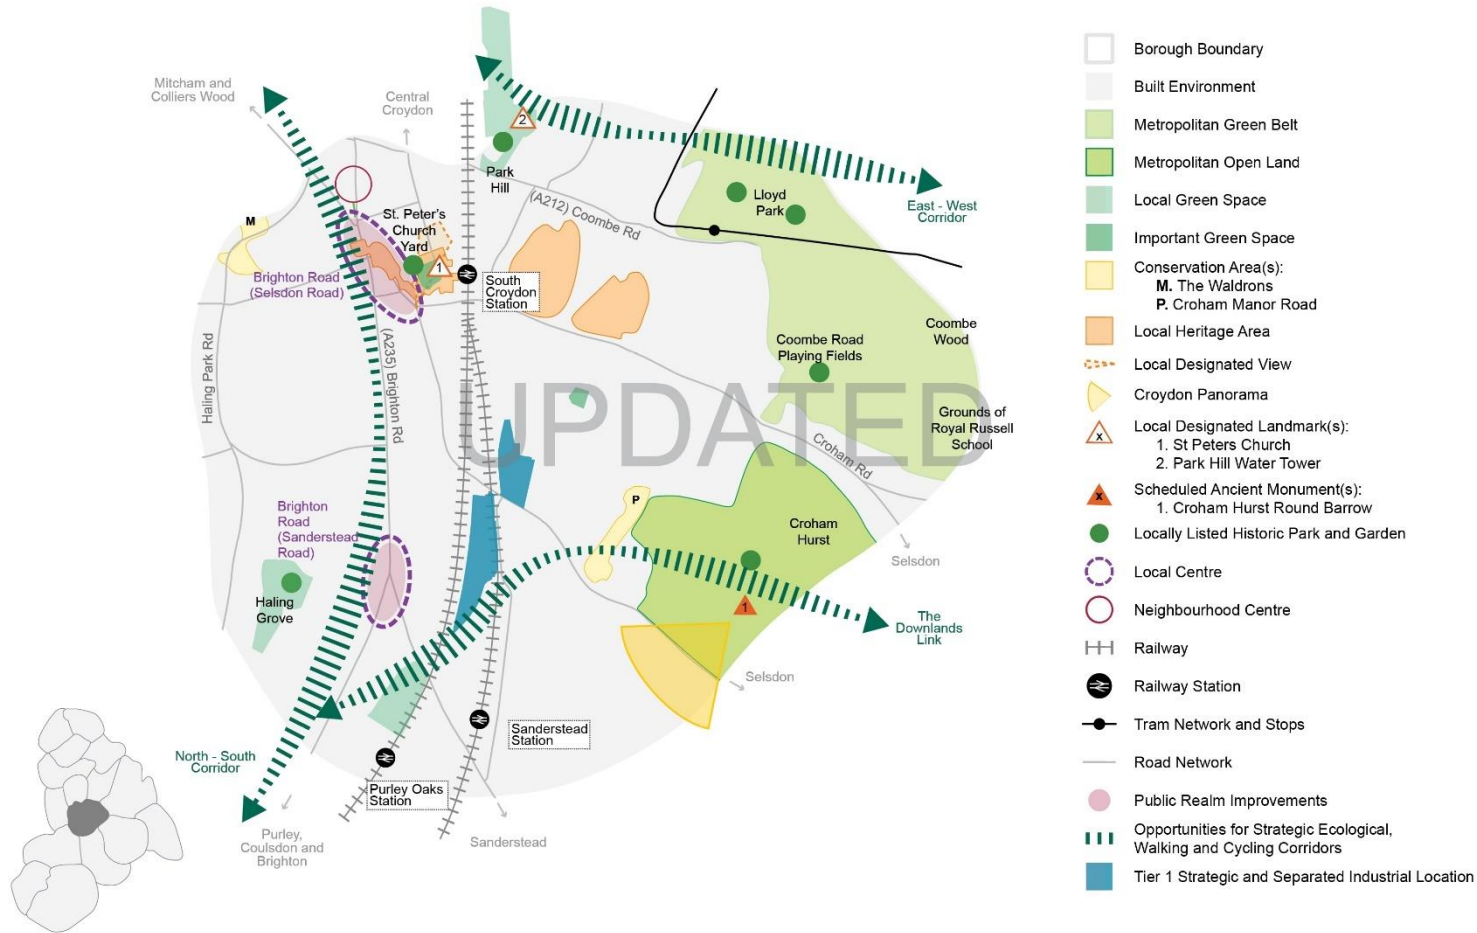 Mitcham and
Colliers Wood
Central
Croydon
2
Park
Hill
(A212) Coombe Rd
Lloyd
Park
East - West
Corridor
M
St. Peter's
Church
Yard
1
Brighton Road
(Selsdon Road)
South
Croydon
Station
Haling Park Rd
(A235) Brighton Rd
Coombe Road
Playing Fields
Coombe
Wood
UPDATED
Grounds of
Royal Russell
School
Croham Rd
Selsdon
P
Croham
Hurst
1
Brighton
Road
(Sanderstead
Road)
Haling
Grove
The
Downlands
Link
Selsdon
Sanderstead
Station
North - South
Corridor
Purley Oaks
Station
Purley,
Coulsdon and
Brighton
Sanderstead
Borough Boundary
Built Environment
Metropolitan Green Belt
Metropolitan Open Land
Local Green Space
Important Green Space
Conservation Area(s):
M. The Waldrons
P. Croham Manor Road
Local Heritage Area
Local Designated View
Croydon Panorama
x
Local Designated Landmark(s):
1. St Peters Church
2. Park Hill Water Tower
x
Scheduled Ancient Monument(s):
1. Croham Hurst Round Barrow
Locally Listed Historic Park and Garden
Local Centre
Neighbourhood Centre
Railway
Railway Station
Tram Network and Stops
Road Network
Public Realm Improvements
Opportunities for Strategic Ecological,
Walking and Cycling Corridors
Tier 1 Strategic and Separated Industrial Location